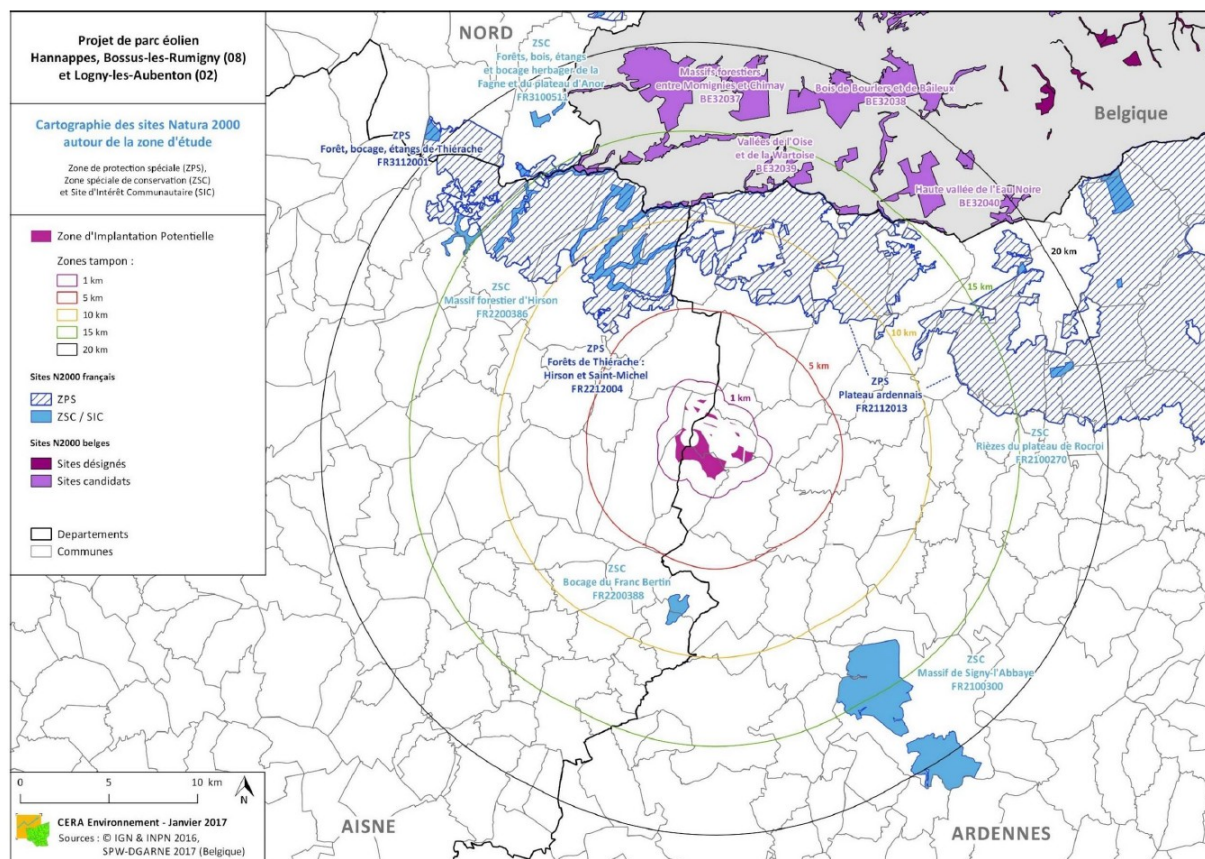 Projet de parc éolien
Hannappes, Bossus-les-Rumigny (08)
et Logny-les-Aubenton (02)
Cartographie des sites Natura 2000
autour de la zone d'étude
Zone de protection spéciale (ZPS),
Zone spéciale de conservation (ZSC)
et Site d'Intérêt Communautaire (SIC)
Zone d'Implantation Potentielle
Zones tampon :
1 km
5 km
10 km
15 km
20 km
Sites N2000 français
ZPS
ZSC / SIC
Sites N2000 belges
Sites désignés
Sites candidats
Departements
Communes
0 5 10 km
N
CERA Environnement - Janvier 2017
Sources : © IGN & INPN 2016,
SPW-DGARNE 2017 (Belgique)
NORD
ZSC
Forêts, bois, étangs
et bocage herbager de la
Fagne et du plateau d'Anor
FR3100511
Massifs forestiers
entre Momignies et Chimay
BE32037
Bois de Bourlers et de Baileux
BE32038
Belgique
ZPS
Forêt, bocage, étangs de Thiérache
FR3112001
Vallées de l'Oise
et de la Wartoise
BE32039
Haute vallée de l'Eau Noire
BE32040
20 km
15 km
ZSC
Massif forestier d'Hirson
FR2200386
10 km
ZPS
Forêts de Thiérache :
Hirson et Saint-Michel
FR2212004
5 km
ZPS
Plateau ardennais
FR2112013
1 km
ZSC
Rièzes du plateau de Rocroi
FR2100270
ZSC
Bocage du Franc Bertin
FR2200388
ZSC
Massif de Signy-l'Abbaye
FR2100300
AISNE
ARDENNES